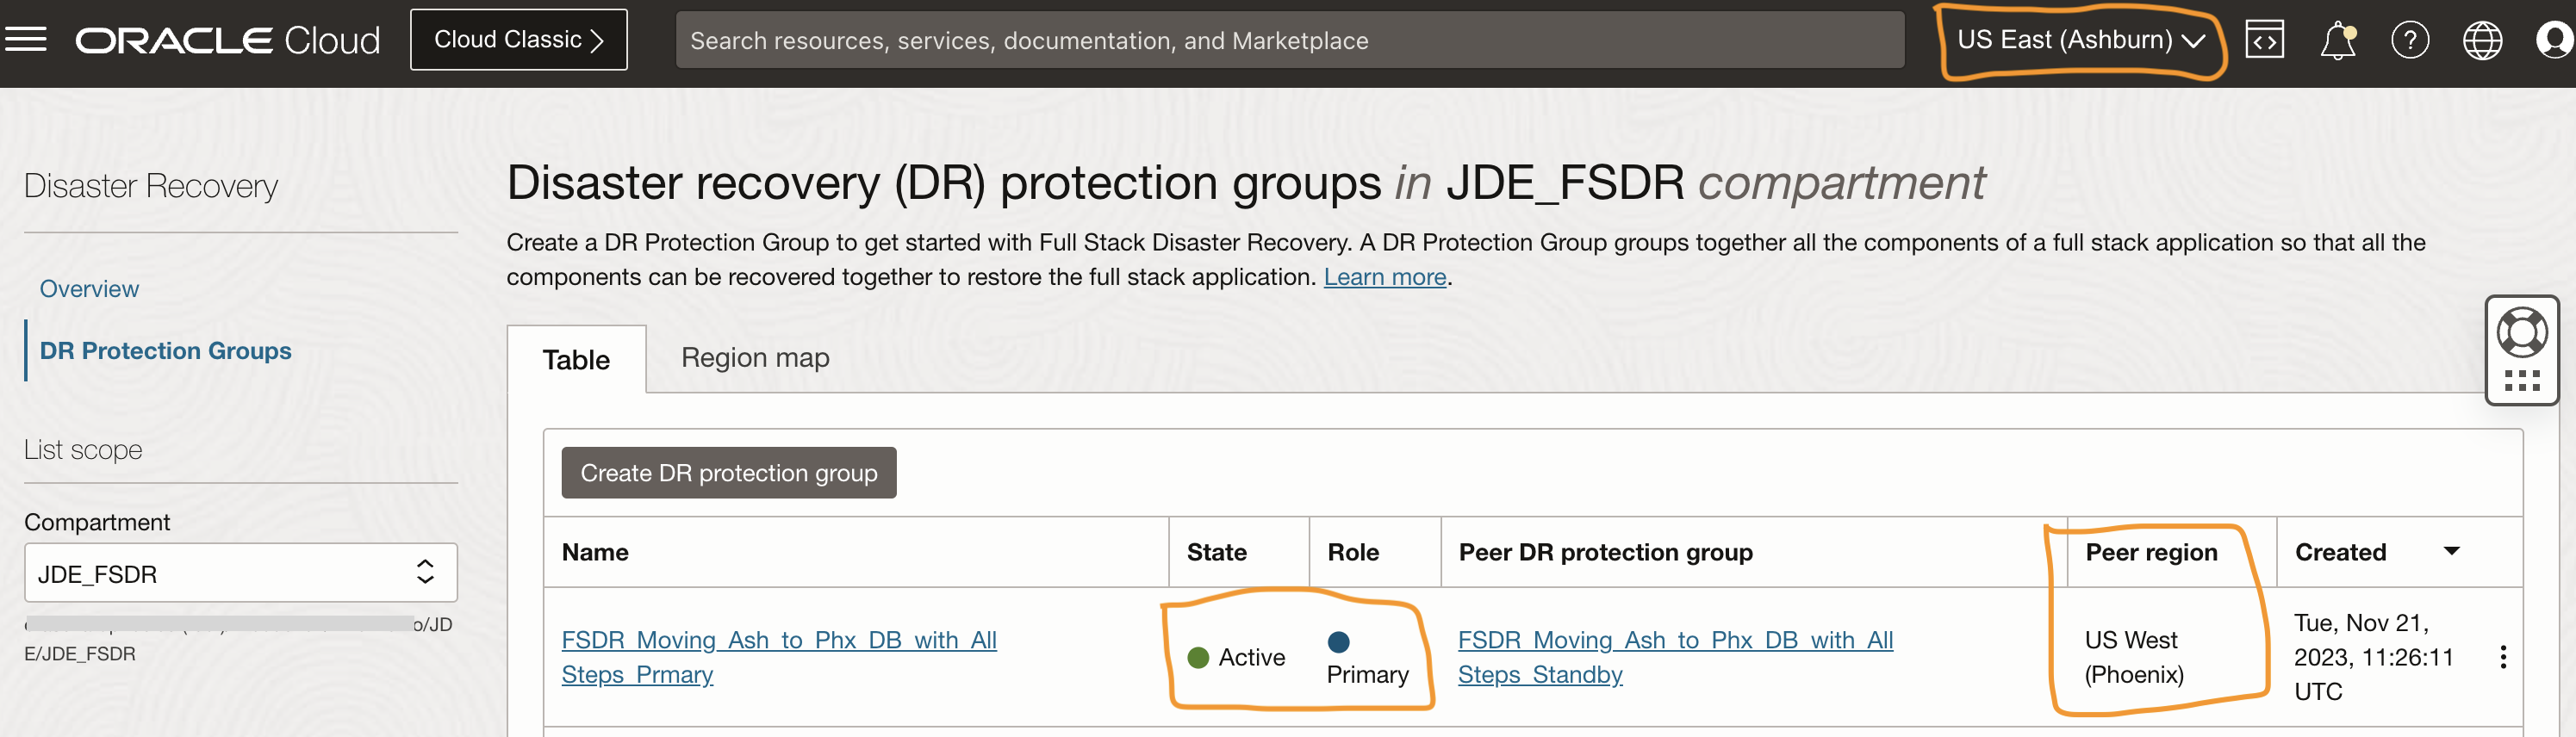 ORACLE Cloud
Cloud Classic
Search resources, services, documentation, and Marketplace
US East (Ashburn)
Disaster Recovery
Overview
DR Protection Groups
List scope
Compartment
JDE_FSDR
o/JD
E/JDE_FSDR
Disaster recovery (DR) protection groups in JDE_FSDR compartment
Create a DR Protection Group to get started with Full Stack Disaster Recovery. A DR Protection Group groups together all the components of a full stack application so that all the
components can be recovered together to restore the full stack application. Learn more.
Table
Region map
Create DR protection group
Name
State
Role
Peer DR protection group
Peer region
Created
FSDR_Moving_Ash_to_Phx_DB_with_All
Steps_Prmary
Active
Primary
FSDR_Moving_Ash_to_Phx_DB_with_All
Steps_Standby
US West
(Phoenix)
Tue, Nov 21,
2023, 11:26:11
UTC